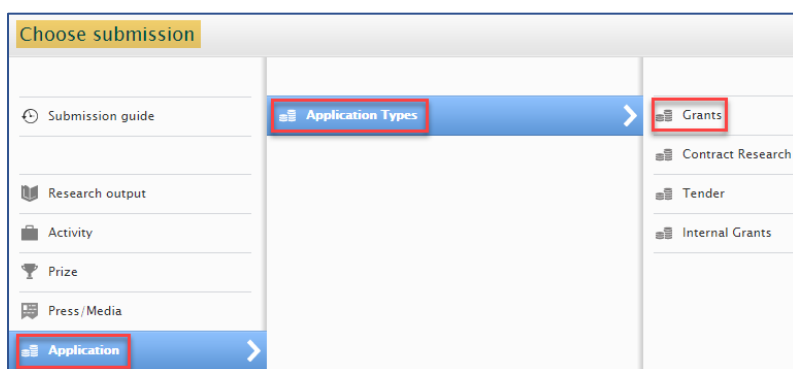 Choose submission
Submission guide
Research output
Activity
Prize
Press/Media
Application
Application Types
Grants
Contract Research
Tender
Internal Grants